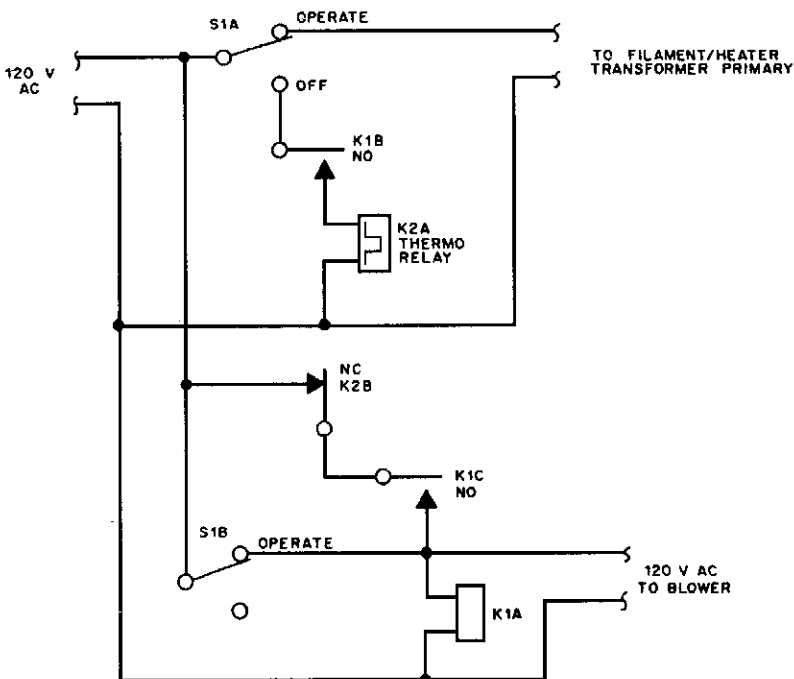 S1A
OPERATE
120 V
AC
TO FILAMENT/HEATER
TRANSFORMER PRIMARY
OFF
K1B
NO
K2A
THERMO
RELAY
NC
K2B
K1C
NO
S1B
OPERATE
120 V AC
TO BLOWER
K1A